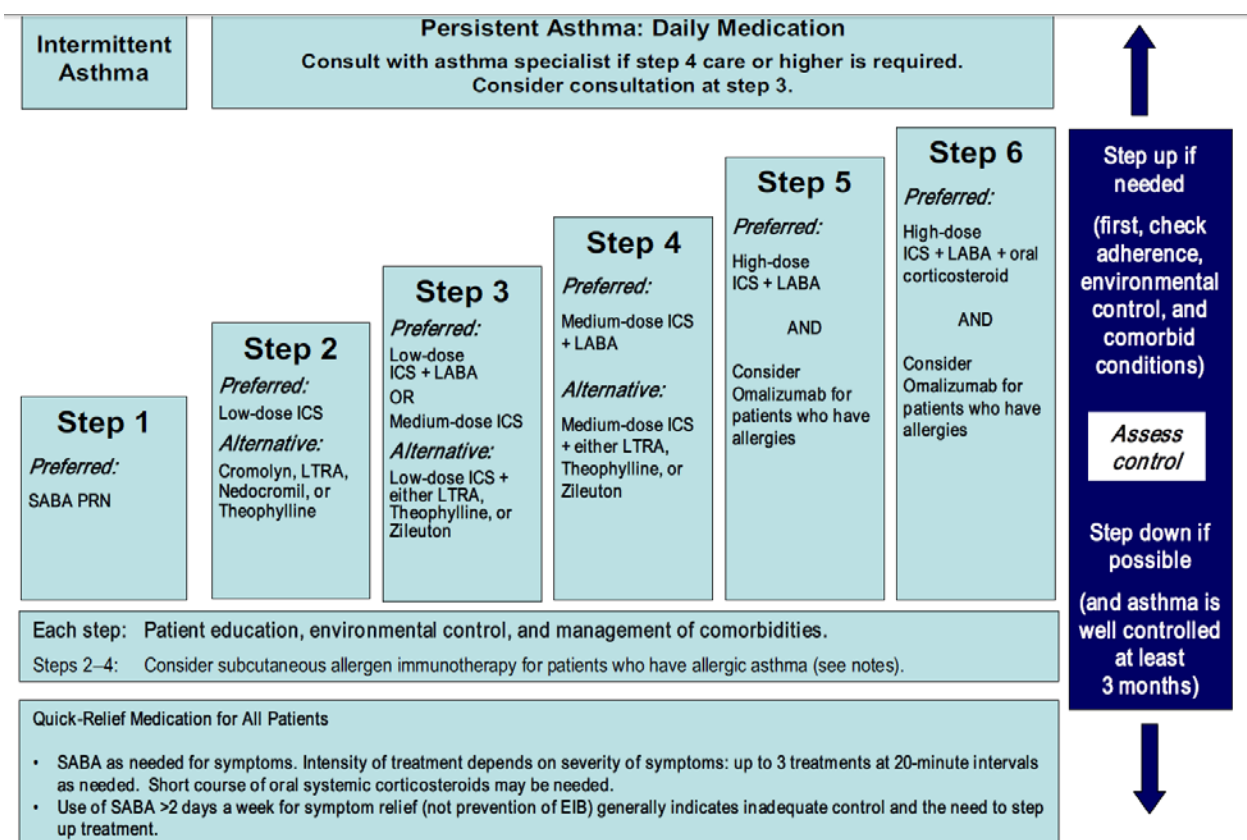 Intermittent
Asthma
Persistent Asthma: Daily Medication
Consult with asthma specialist if step 4 care or higher is required.
Consider consultation at step 3.
Step 1
Preferred:
SABA PRN
Step 2
Preferred:
Low-dose ICS
Alternative:
Cromolyn, LTRA,
Nedocromil, or
Theophylline
Step 3
Preferred:
Low-dose
ICS + LABA
OR
Medium-dose ICS
Alternative:
Low-dose ICS +
either LTRA,
Theophylline, or
Zileuton
Step 4
Preferred:
Medium-dose ICS
+ LABA
Alternative:
Medium-dose ICS
+ either LTRA,
Theophylline, or
Zileuton
Step 5
Preferred:
High-dose
ICS + LABA
AND
Consider
Omalizumab for
patients who have
allergies
Step 6
Preferred:
High-dose
ICS + LABA + oral
corticosteroid
AND
Consider
Omalizumab for
patients who have
allergies
Step up if
needed
(first, check
adherence,
environmental
control, and
comorbid
conditions)
Assess
control
Step down if
possible
(and asthma is
well controlled
at least
3 months)
Each step: Patient education, environmental control, and management of comorbidities.
Steps 2–4: Consider subcutaneous allergen immunotherapy for patients who have allergic asthma (see notes).
Quick-Relief Medication for All Patients
• SABA as needed for symptoms. Intensity of treatment depends on severity of symptoms: up to 3 treatments at 20-minute intervals
as needed. Short course of oral systemic corticosteroids may be needed.
• Use of SABA >2 days a week for symptom relief (not prevention of EIB) generally indicates inadequate control and the need to step
up treatment.